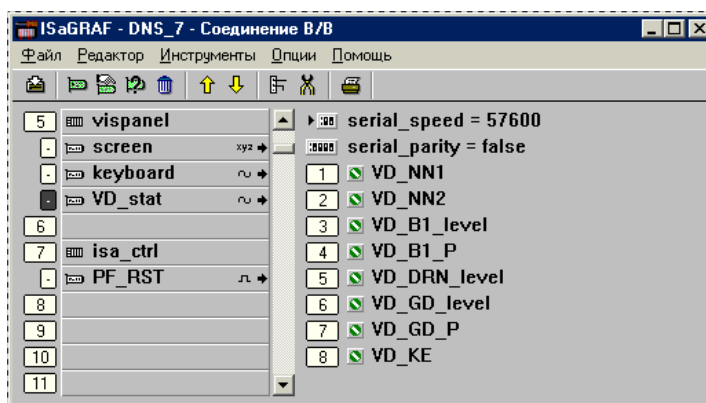 ISaGRAF - DNS_7 - Соединение В/В
Файл Редактор Инструменты Опции Помощь
5 vispanel
screen xyz
keyboard
VD_stat
6
7 isa_ctrl
PF_RST
8
9
10
11
serial_speed = 57600
serial_parity = false
1 VD_NN1
2 VD_NN2
3 VD_B1_level
4 VD_B1_P
5 VD_DRN_level
6 VD_GD_level
7 VD_GD_P
8 VD_KE